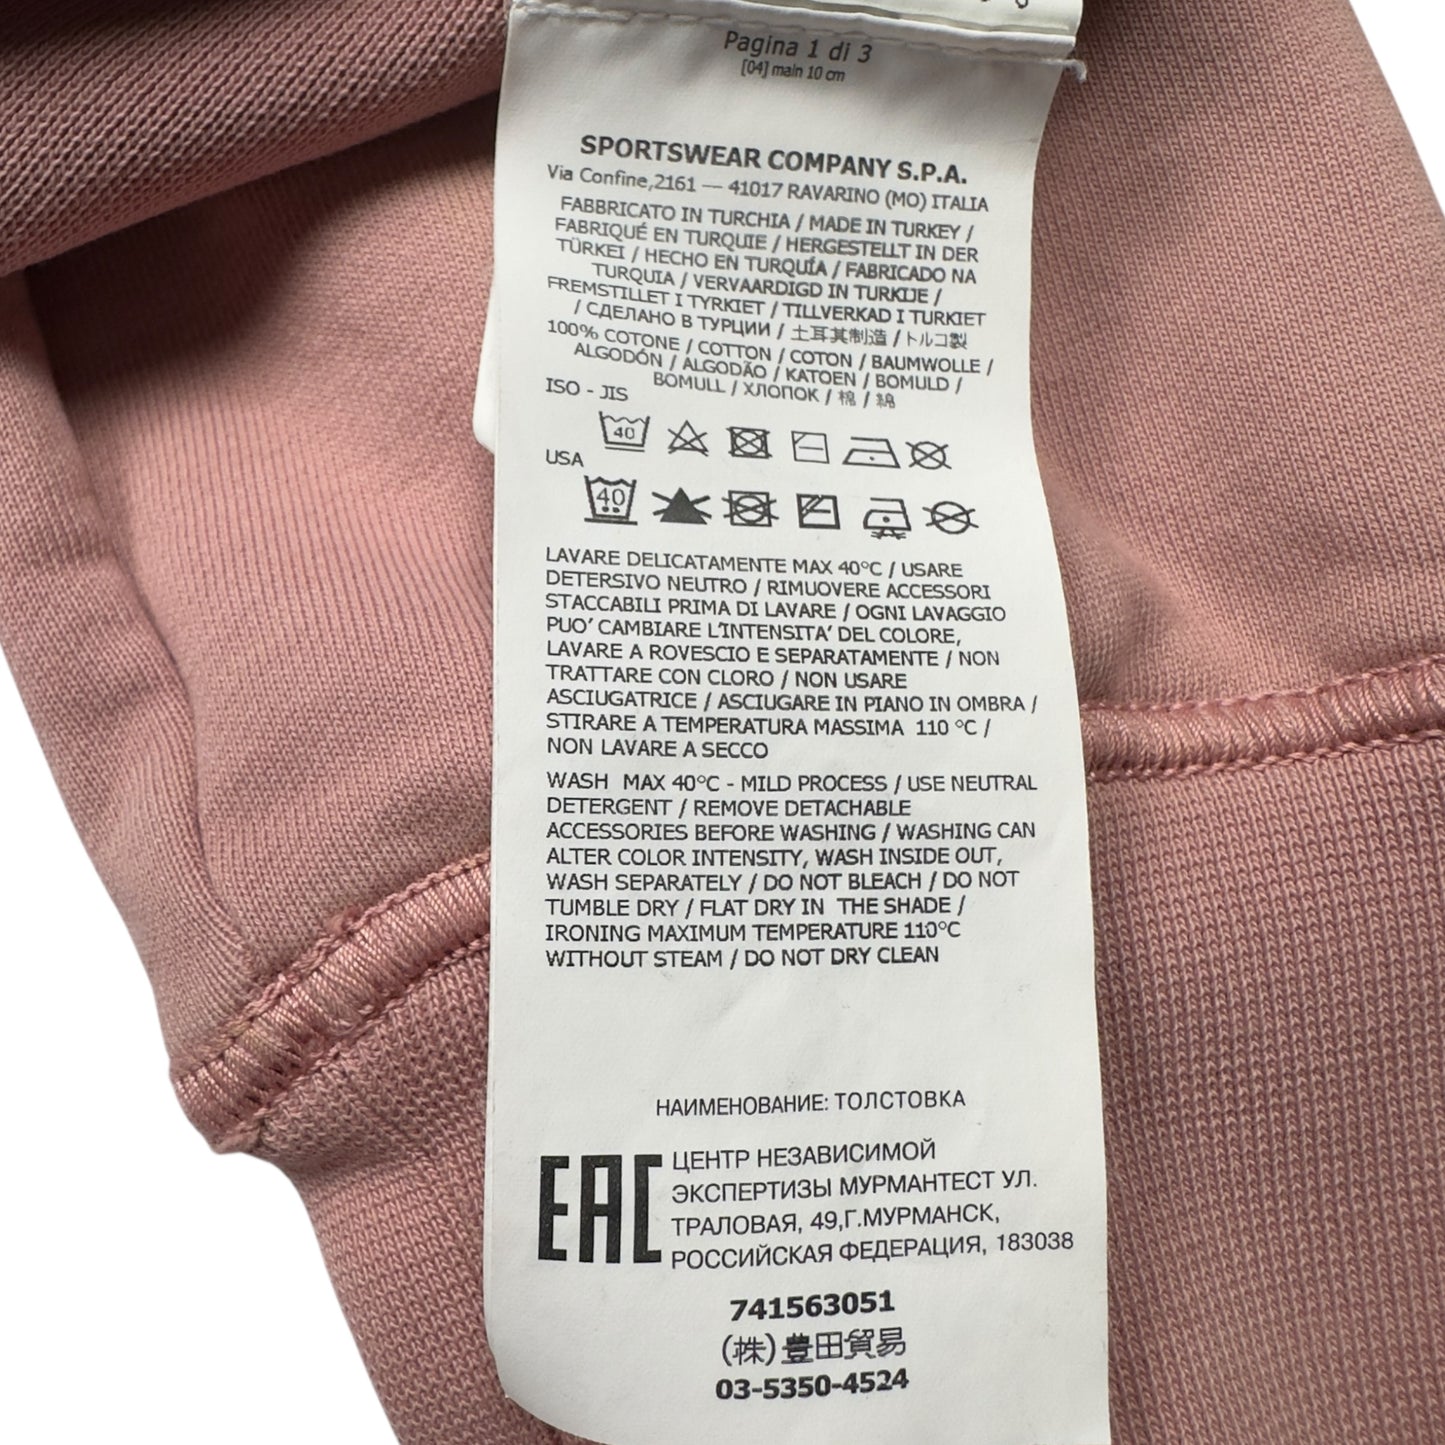 Pagina 1 di 3
[04] main 10 cm
SPORTSWEAR COMPANY S.P.A.
Via Confine,2161 — 41017 RAVARINO (MO) ITALIA
FABBRICATO IN TURCHIA / MADE IN TURKEY /
FABRIQUÉ EN TURQUIE / HERGESTELLT IN DER
TÜRKEI / HECHO EN TURQUÍA / FABRICADO NA
TURQUIA / VERVAARDIGD IN TURKIJE /
FREMSTILLET I TYRKIET / TILLVERKAD I TURKIET
/ СДЕЛАНО В ТУРЦИИ / 土耳其制造 / トルコ製
100% COTONE / COTTON / COTON / BAUMWOLLE /
ALGODÓN / ALGODÃO / KATOEN / BOMULD /
BOMULL / ХЛОПОК / 棉 / 綿
ISO - JIS
40
USA
40
LAVARE DELICATAMENTE MAX 40°C / USARE
DETERSIVO NEUTRO / RIMUOVERE ACCESSORI
STACCABILI PRIMA DI LAVARE / OGNI LAVAGGIO
PUO' CAMBIARE L'INTENSITA' DEL COLORE,
LAVARE A ROVESCIO E SEPARATAMENTE / NON
TRATTARE CON CLORO / NON USARE
ASCIUGATRICE / ASCIUGARE IN PIANO IN OMBRA /
STIRARE A TEMPERATURA MASSIMA 110 °C /
NON LAVARE A SECCO
WASH MAX 40°C - MILD PROCESS / USE NEUTRAL
DETERGENT / REMOVE DETACHABLE
ACCESSORIES BEFORE WASHING / WASHING CAN
ALTER COLOR INTENSITY, WASH INSIDE OUT,
WASH SEPARATELY / DO NOT BLEACH / DO NOT
TUMBLE DRY / FLAT DRY IN THE SHADE /
IRONING MAXIMUM TEMPERATURE 110°C
WITHOUT STEAM / DO NOT DRY CLEAN
НАИМЕНОВАНИЕ: ТОЛСТОВКА
EAC
ЦЕНТР НЕЗАВИСИМОЙ
ЭКСПЕРТИЗЫ МУРМАНТЕСТ УЛ.
ТРАЛОВАЯ, 49,Г.МУРМАНСК,
РОССИЙСКАЯ ФЕДЕРАЦИЯ, 183038
741563051
(株)豊田貿易
03-5350-4524